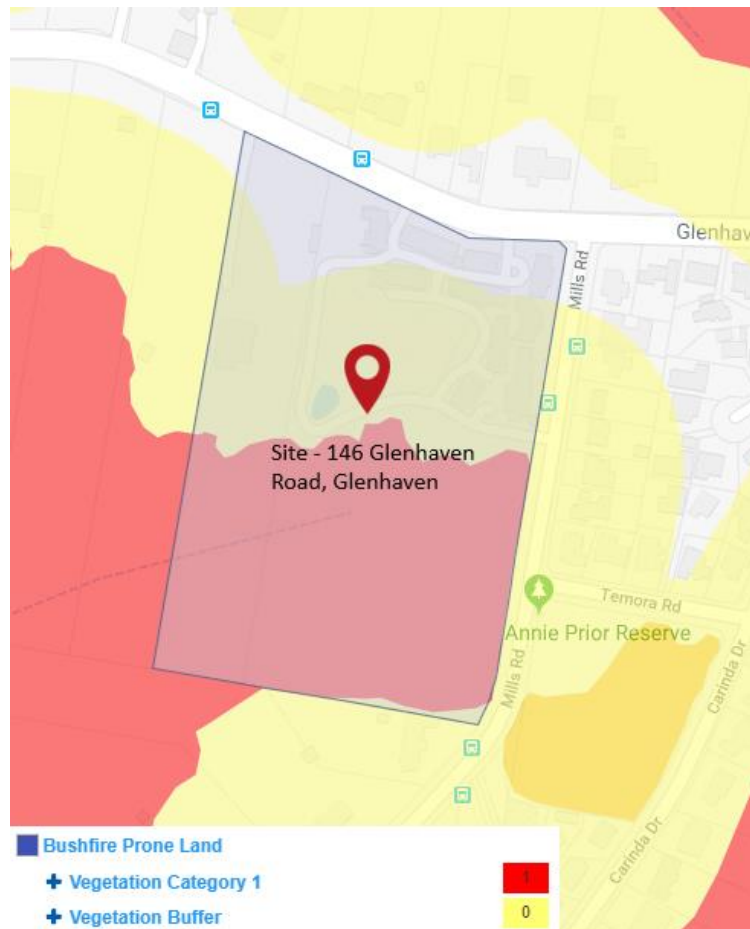 Glenhav
Mills Rd
Site - 146 Glenhaven
Road, Glenhaven
Temora Rd
Annie Prior Reserve
Mills Rd
Carinda Dr
Carinda Dr
Bushfire Prone Land
+ Vegetation Category 1
1
+ Vegetation Buffer
0